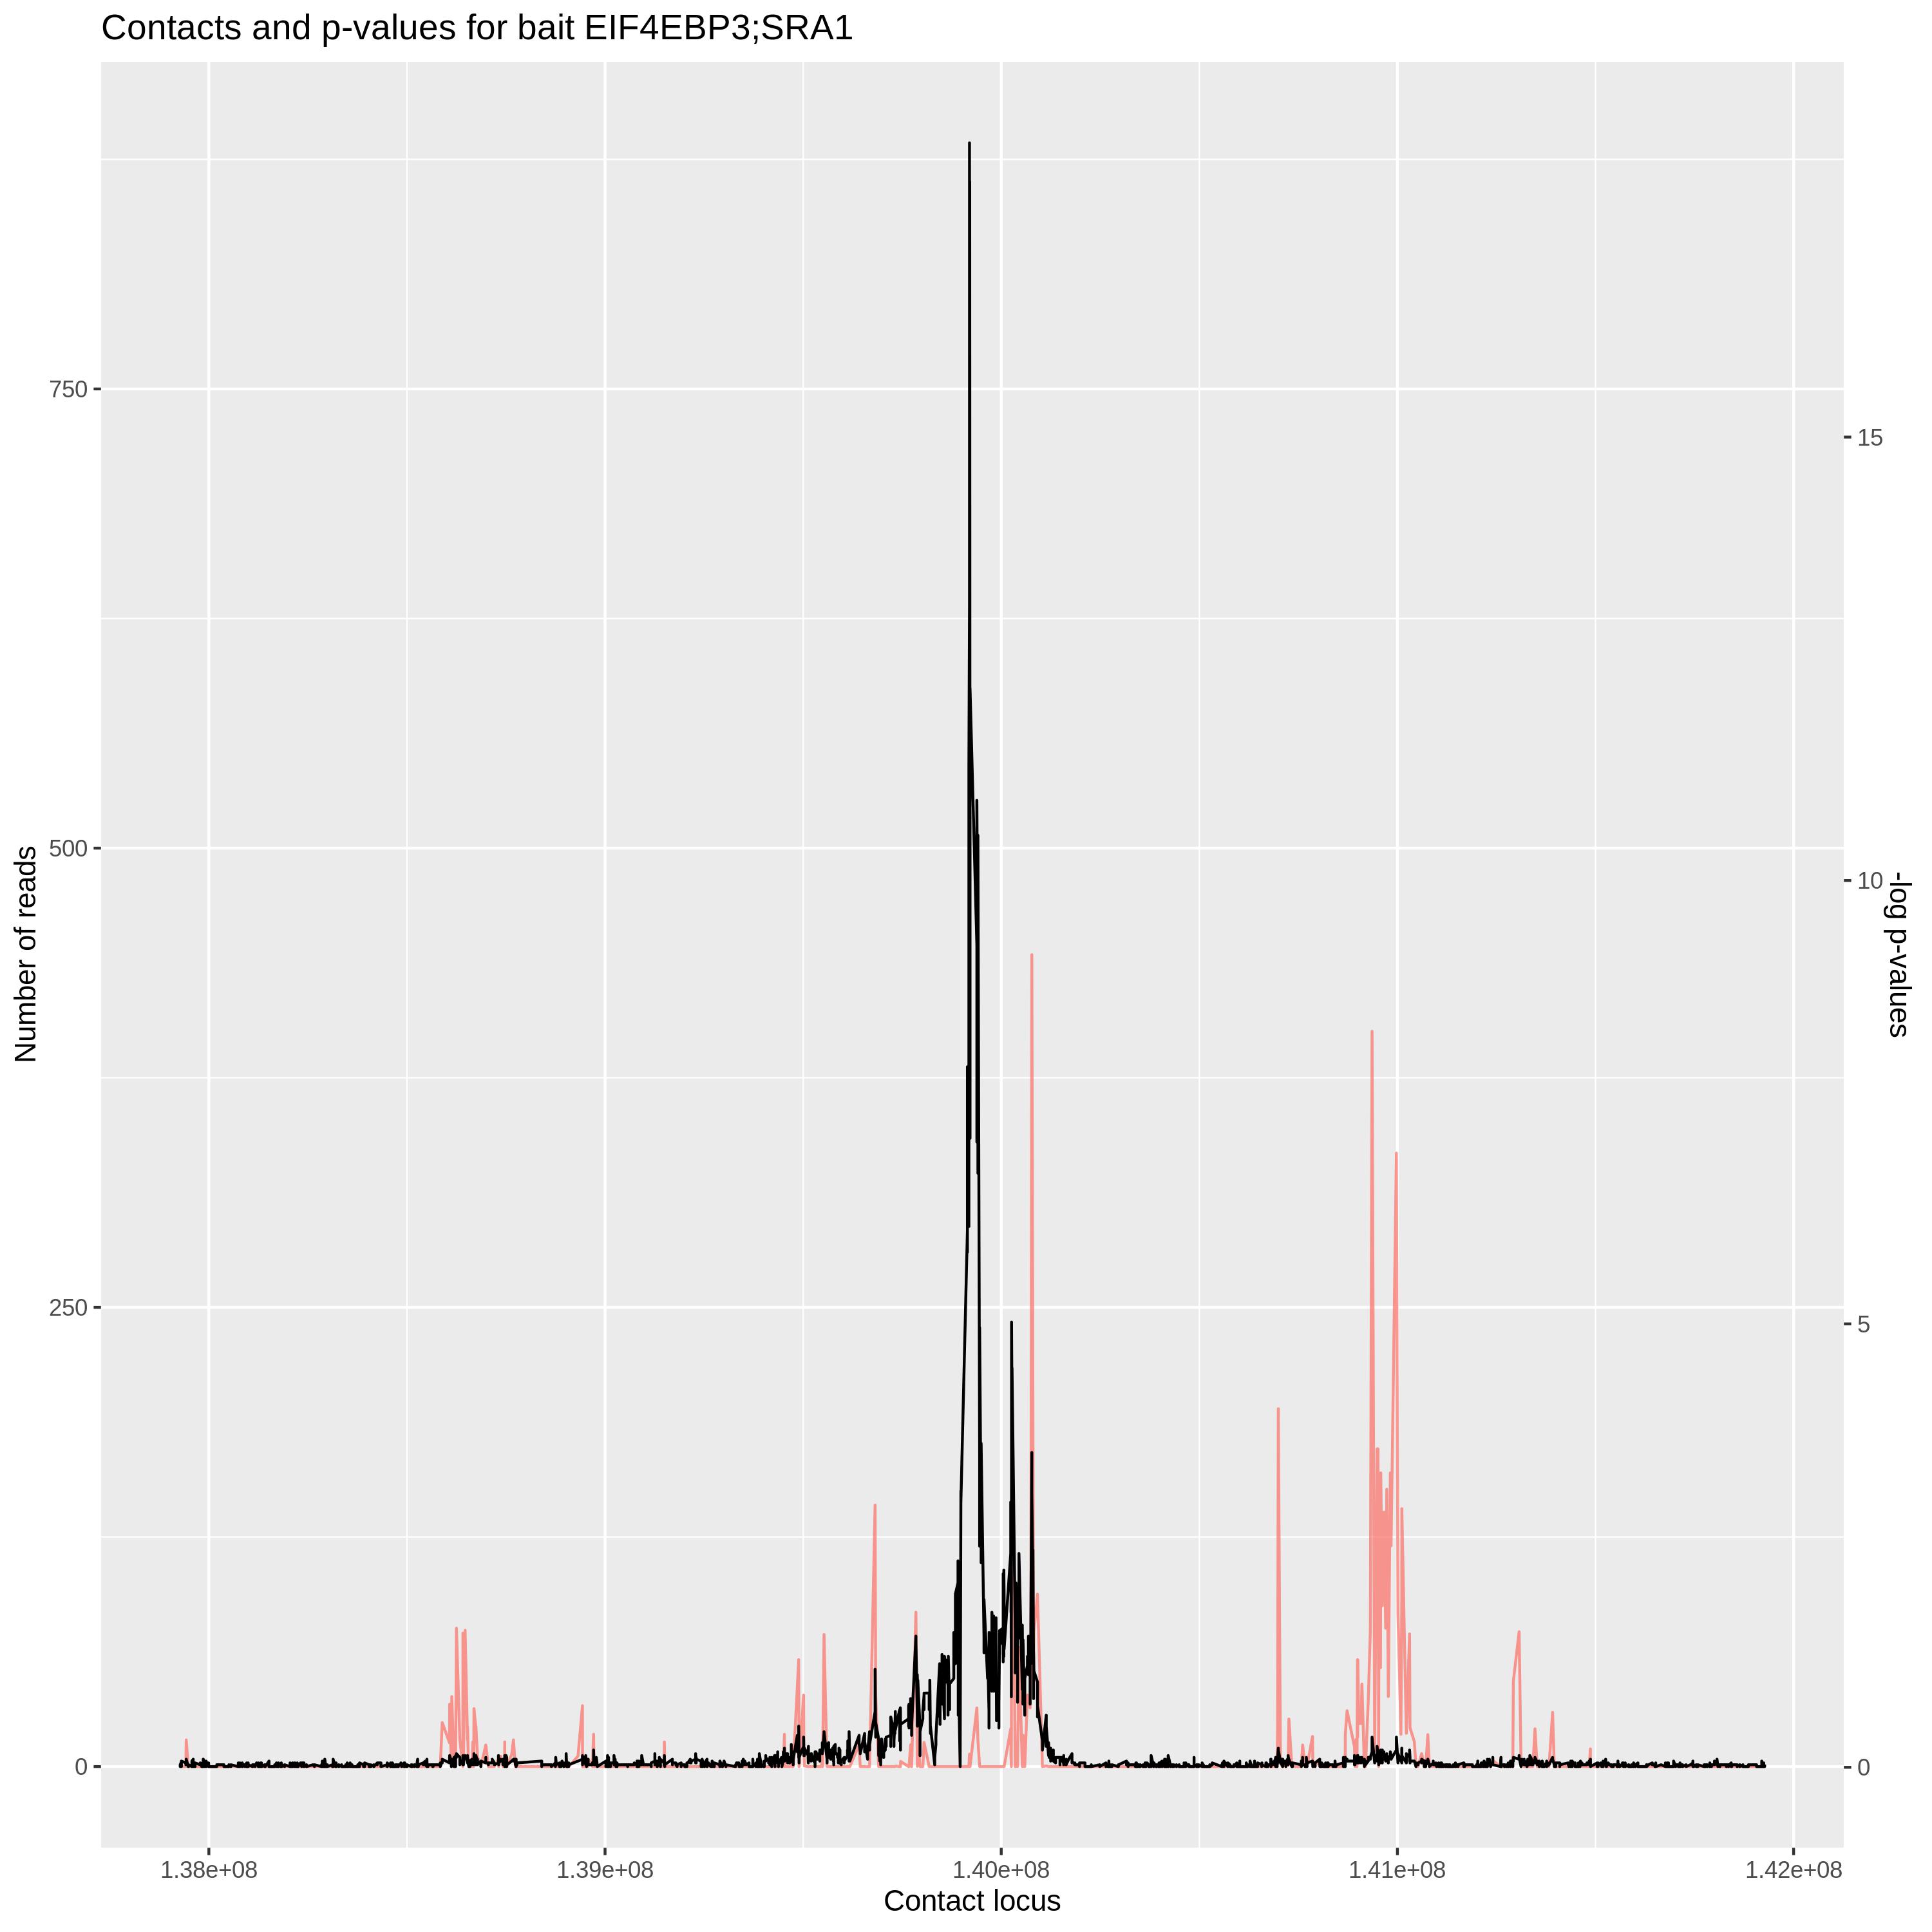 Contacts and p-values for bait EIF4EBP3;SRA1
750
500
250
0
Number of reads
15
10
5
0
-log p-values
1.38e+08
1.39e+08
1.40e+08
1.41e+08
1.42e+08
Contact locus